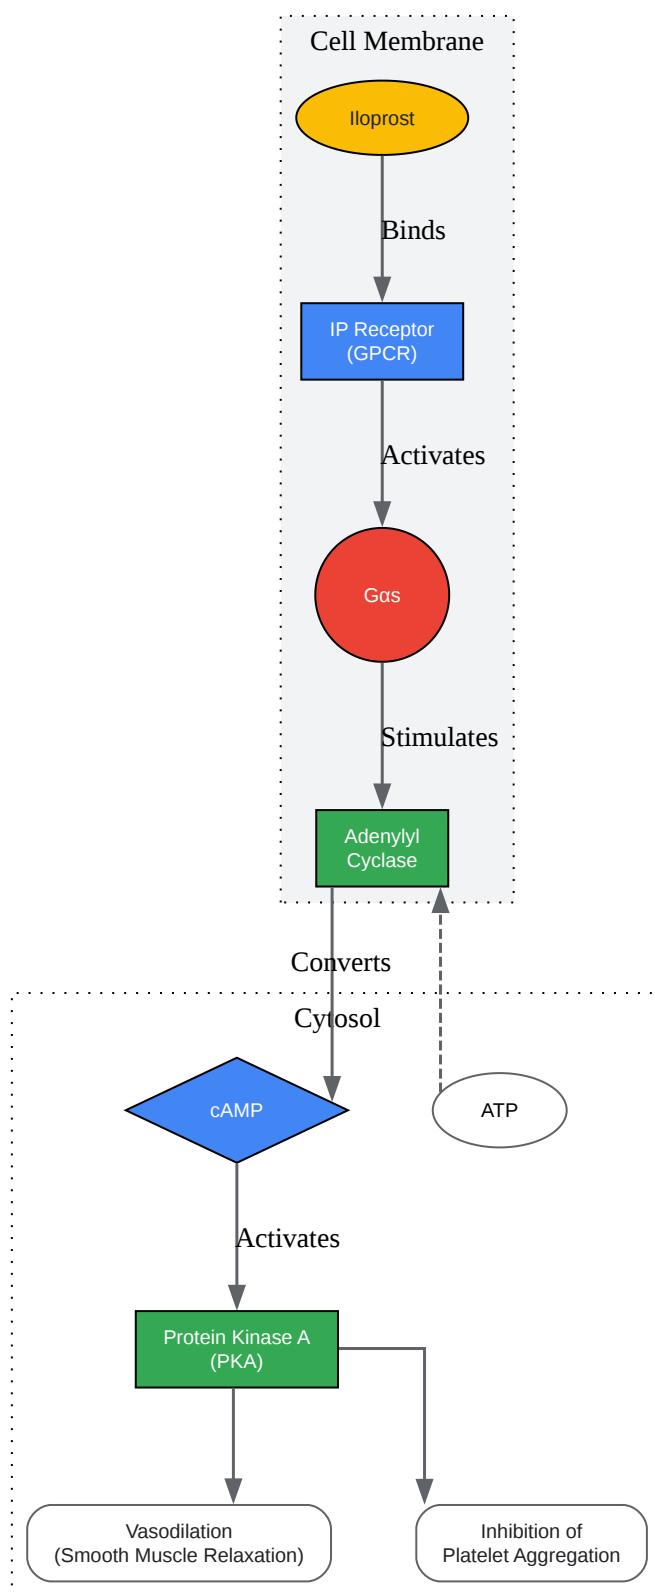 Cell Membrane
Iloprost
Binds
IP Receptor
(GPCR)
Activates
Gαs
Stimulates
Adenylyl
Cyclase
Converts
Cytosol
cAMP
ATP
Activates
Protein Kinase A
(PKA)
Vasodilation
(Smooth Muscle Relaxation)
Inhibition of
Platelet Aggregation